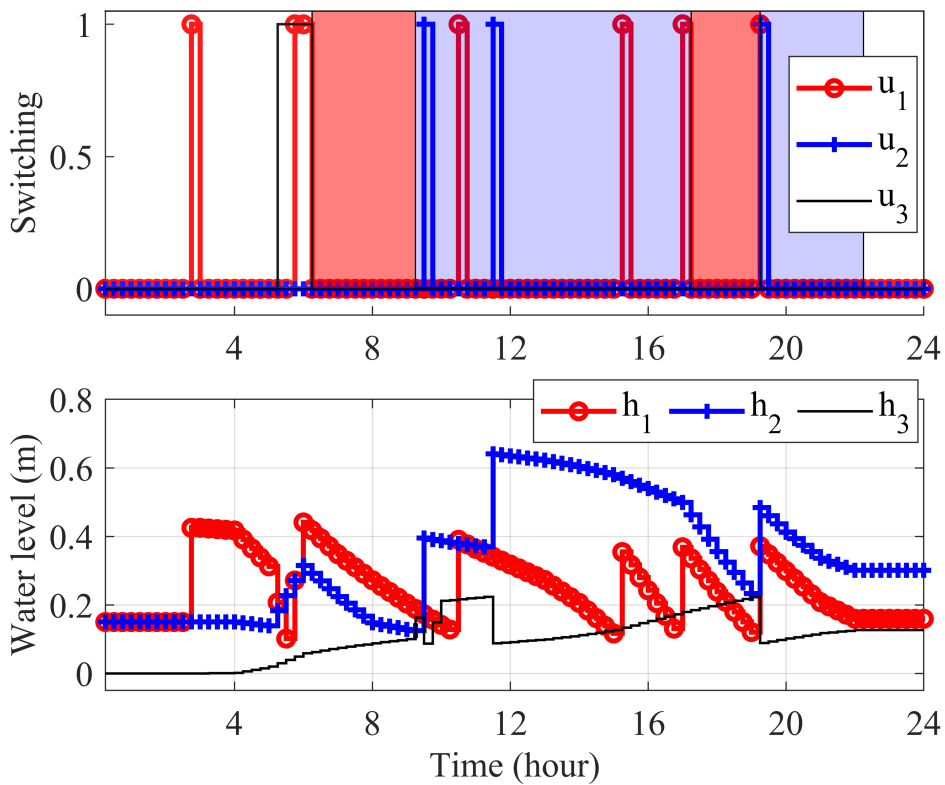 1
0.5
0
Switching
u₁
u₂
u₃
4 8 12 16 20 24
h₁ h₂ h₃
0.8
0.6
0.4
0.2
0
Water level (m)
4 8 12 16 20 24
Time (hour)